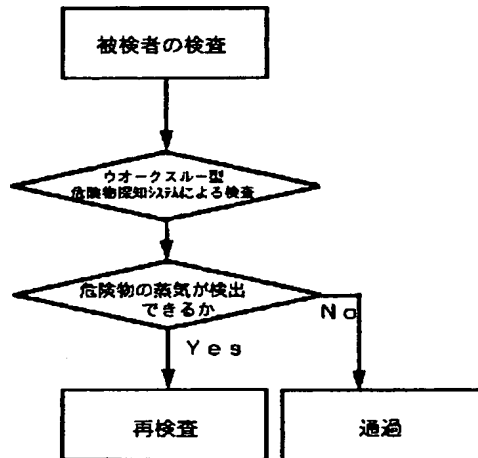 被検者の検査
ウオークスルー型
危険物探知システムによる検査
危険物の蒸気が検出
できるか
No
Yes
再検査
通過